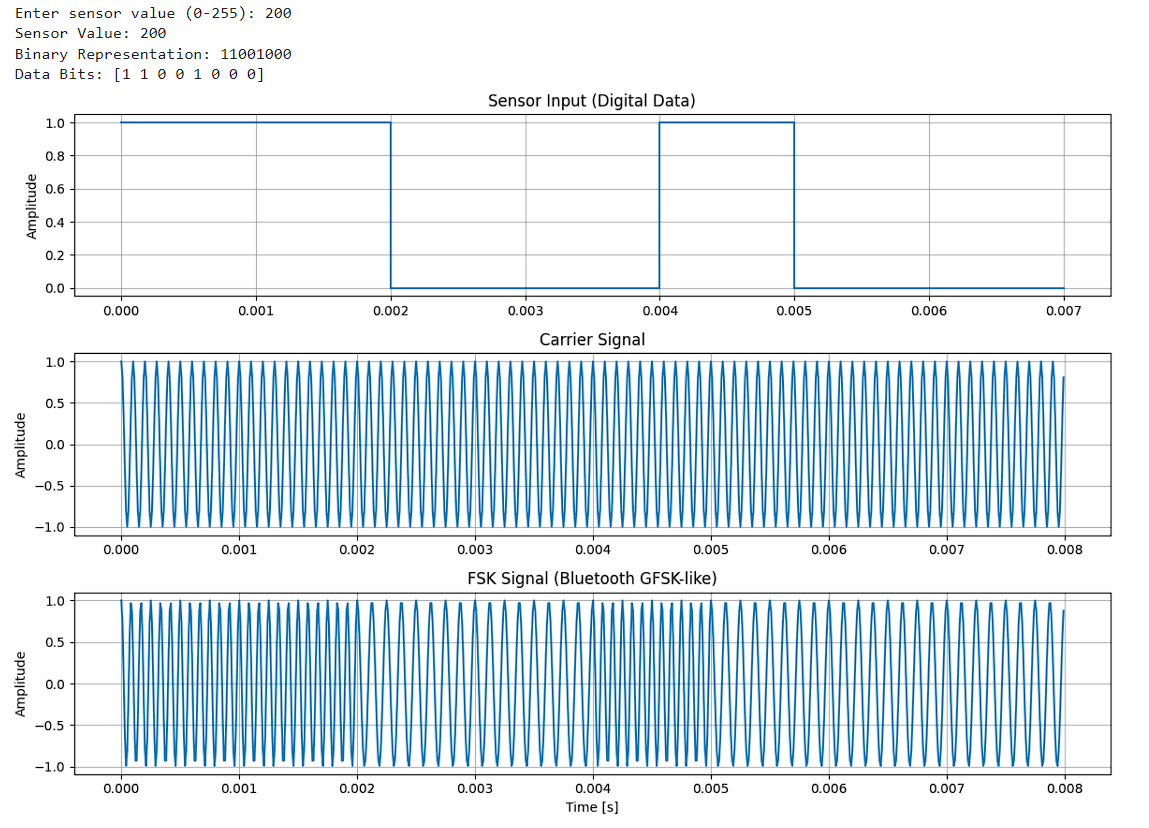 Enter sensor value (0-255): 200
Sensor Value: 200
Binary Representation: 11001000
Data Bits: [1 1 0 0 1 0 0 0]
Sensor Input (Digital Data)
Amplitude
1.0
0.8
0.6
0.4
0.2
0.0
0.000 0.001 0.002 0.003 0.004 0.005 0.006 0.007
Carrier Signal
Amplitude
1.0
0.5
0.0
−0.5
−1.0
0.000 0.001 0.002 0.003 0.004 0.005 0.006 0.007 0.008
FSK Signal (Bluetooth GFSK-like)
Amplitude
1.0
0.5
0.0
−0.5
−1.0
0.000 0.001 0.002 0.003 0.004 0.005 0.006 0.007 0.008
Time [s]